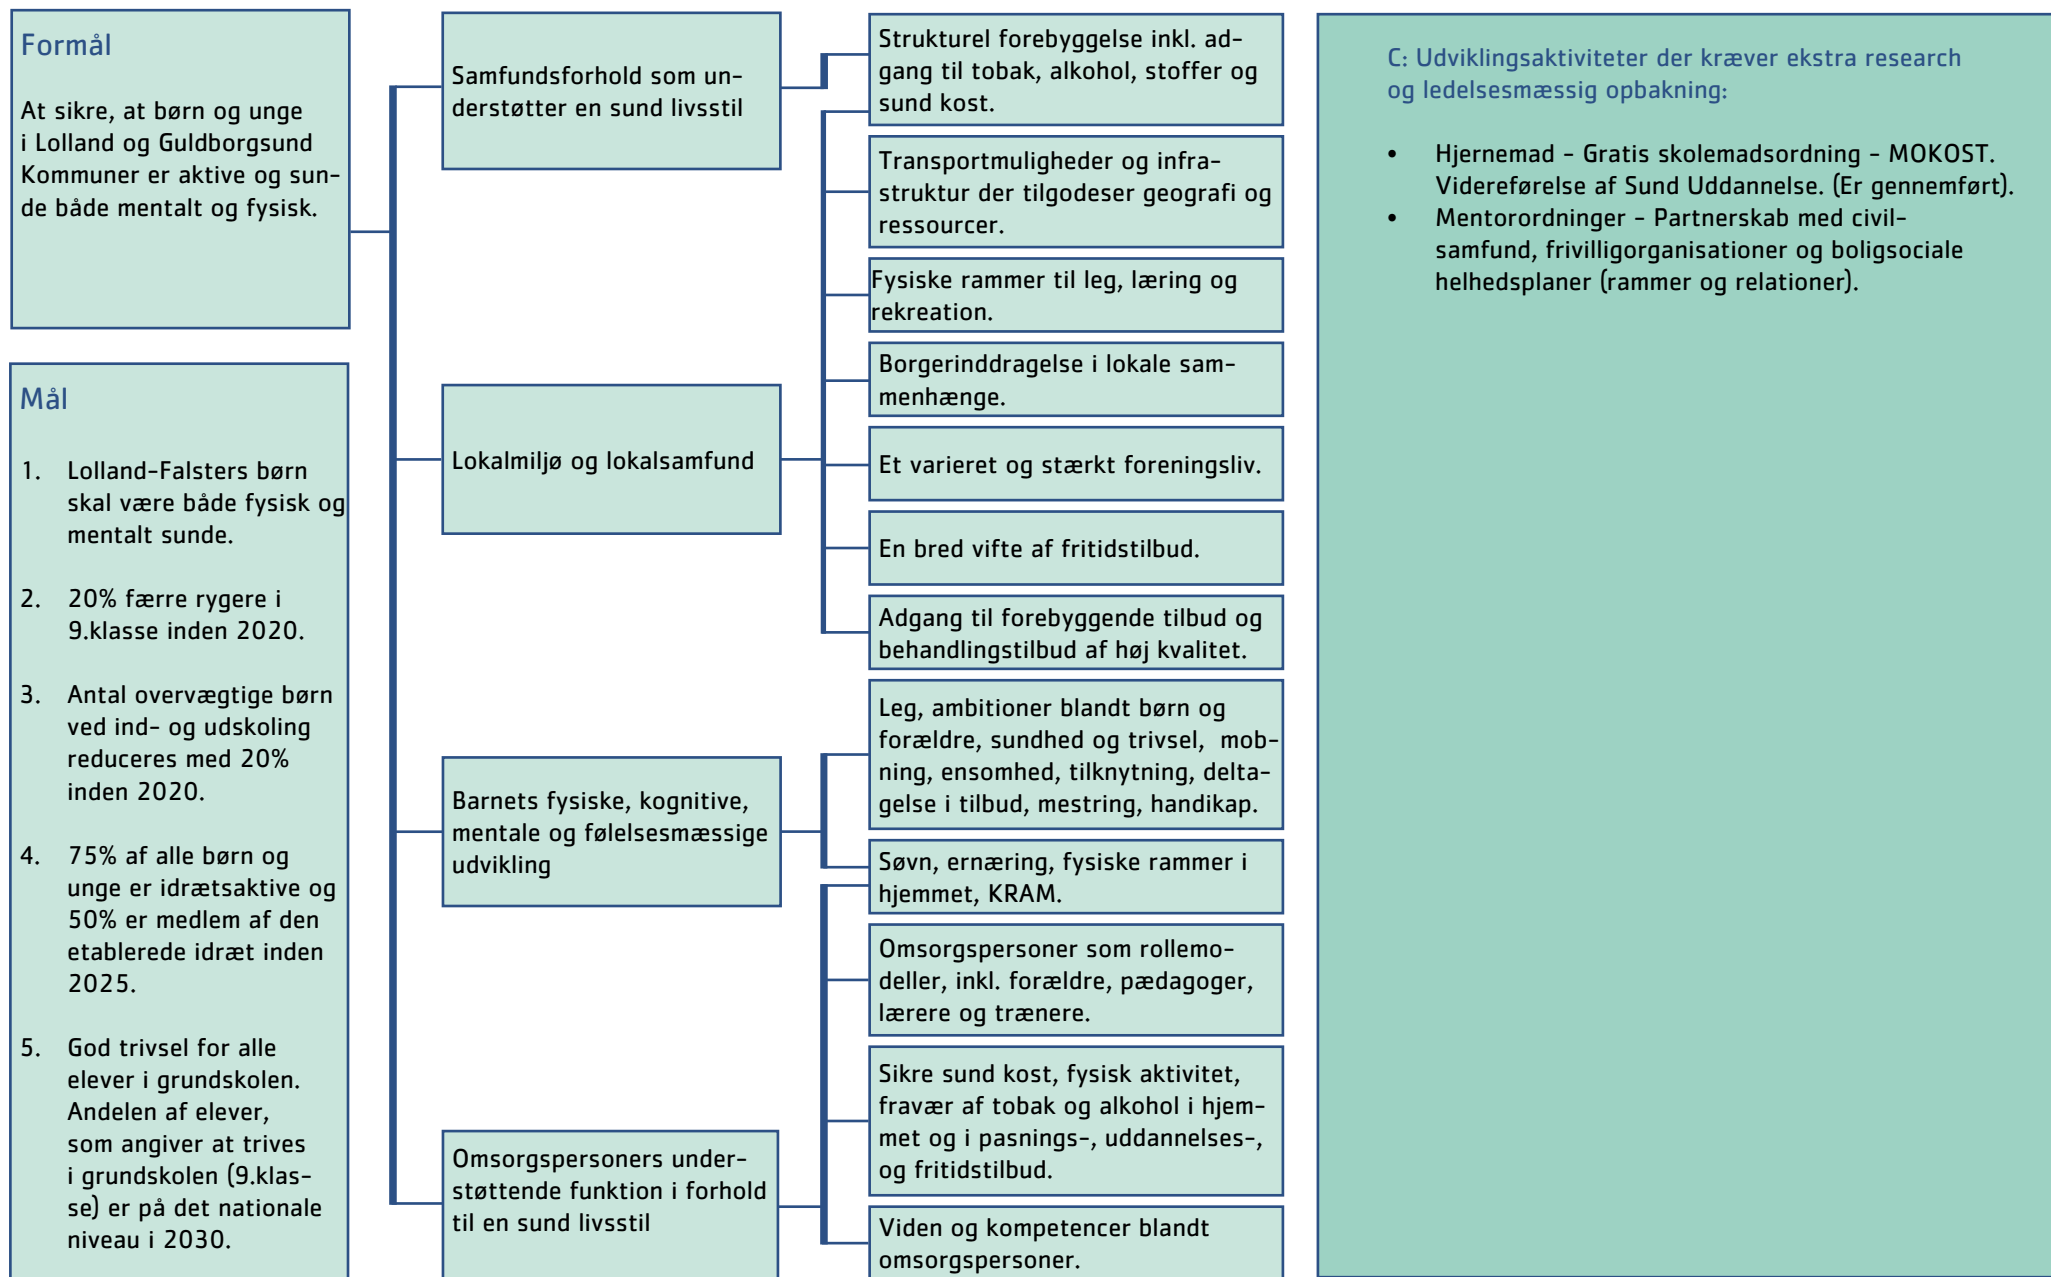 Formål
At sikre, at børn og unge
i Lolland og Guldborgsund
Kommuner er aktive og sun-
de både mentalt og fysisk.
Mål
1. Lolland-Falsters børn
skal være både fysisk og
mentalt sunde.
2. 20% færre rygere i
9.klasse inden 2020.
3. Antal overvægtige børn
ved ind- og udskoling
reduceres med 20%
inden 2020.
4. 75% af alle børn og
unge er idrætsaktive og
50% er medlem af den
etablerede idræt inden
2025.
5. God trivsel for alle
elever i grundskolen.
Andelen af elever,
som angiver at trives
i grundskolen (9.klas-
se) er på det nationale
niveau i 2030.
Samfundsforhold som un-
derstøtter en sund livsstil
Lokalmiljø og lokalsamfund
Barnets fysiske, kognitive,
mentale og følelsesmæssige
udvikling
Omsorgspersoners under-
støttende funktion i forhold
til en sund livsstil
Strukturel forebyggelse inkl. ad-
gang til tobak, alkohol, stoffer og
sund kost.
Transportmuligheder og infra-
struktur der tilgodeser geografi og
ressourcer.
Fysiske rammer til leg, læring og
rekreation.
Borgerinddragelse i lokale sam-
menhænge.
Et varieret og stærkt foreningsliv.
En bred vifte af fritidstilbud.
Adgang til forebyggende tilbud og
behandlingstilbud af høj kvalitet.
Leg, ambitioner blandt børn og
forældre, sundhed og trivsel, mob-
ning, ensomhed, tilknytning, delta-
gelse i tilbud, mestring, handikap.
Søvn, ernæring, fysiske rammer i
hjemmet, KRAM.
Omsorgspersoner som rollemo-
deller, inkl. forældre, pædagoger,
lærere og trænere.
Sikre sund kost, fysisk aktivitet,
fravær af tobak og alkohol i hjem-
met og i pasnings-, uddannelses-,
og fritidstilbud.
Viden og kompetencer blandt
omsorgspersoner.
C: Udviklingsaktiviteter der kræver ekstra research
og ledelsesmæssig opbakning:
• Hjernemad - Gratis skolemadsordning - MOKOST.
Videreførelse af Sund Uddannelse. (Er gennemført).
• Mentorordninger - Partnerskab med civil-
samfund, frivilligorganisationer og boligsociale
helhedsplaner (rammer og relationer).